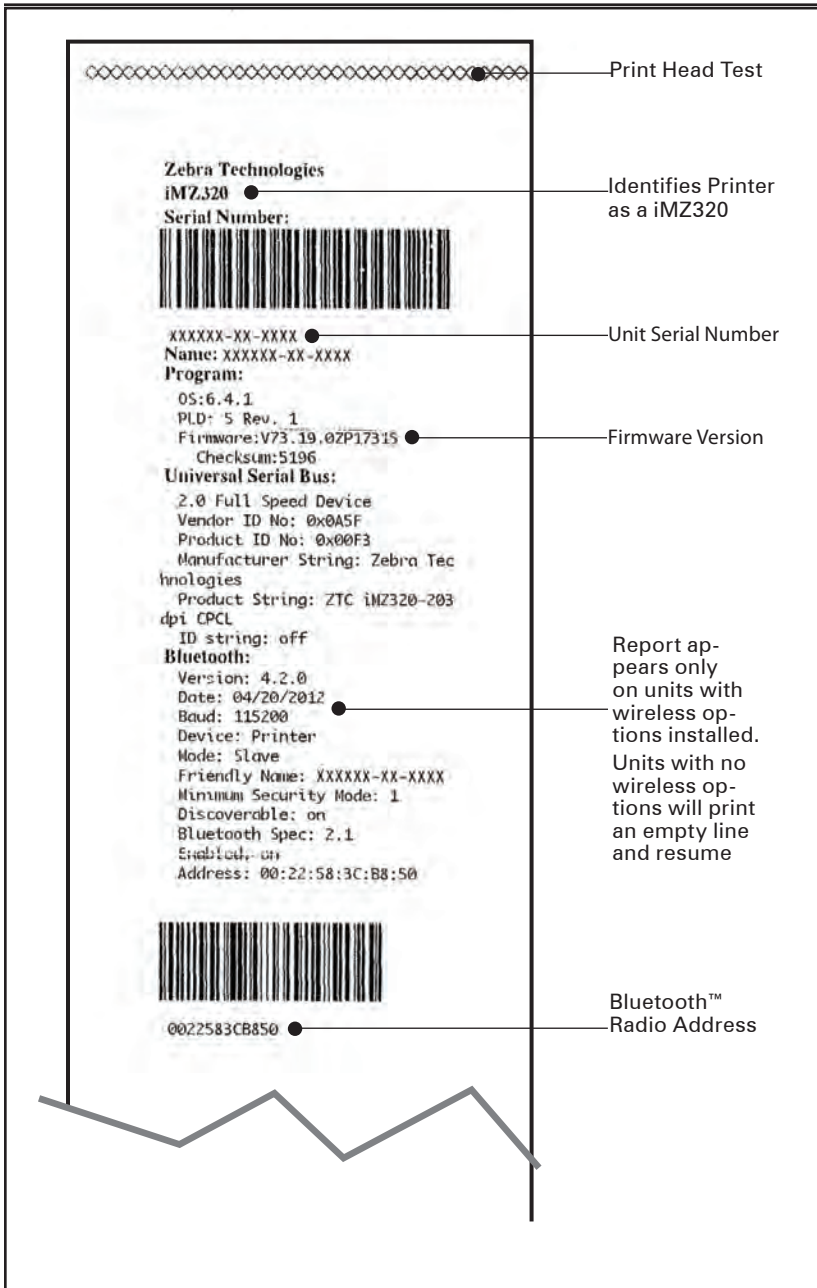 Print Head Test
Zebra Technologies
iMZ320
Identifies Printer
as a iMZ320
Serial Number:
XXXXXX-XX-XXXX
Unit Serial Number
Name: XXXXXX-XX-XXXX
Program:
OS:6.4.1
PLD: 5 Rev. 1
Firmware:V73.19.0ZP17315
Firmware Version
Checksum:5196
Universal Serial Bus:
2.0 Full Speed Device
Vendor ID No: 0x0A5F
Product ID No: 0x00F3
Manufacturer String: Zebra Tec
hnologies
Product String: ZTC iMZ320-203
dpi CPCL
ID string: off
Bluetooth:
Version: 4.2.0
Date: 04/20/2012
Baud: 115200
Device: Printer
Mode: Slave
Friendly Name: XXXXXX-XX-XXXX
Minimum Security Mode: 1
Discoverable: on
Bluetooth Spec: 2.1
Enabled: on
Address: 00:22:58:3C:B8:50
Report ap-
pears only
on units with
wireless op-
tions installed.
Units with no
wireless op-
tions will print
an empty line
and resume
0022583CB850
Bluetooth™
Radio Address